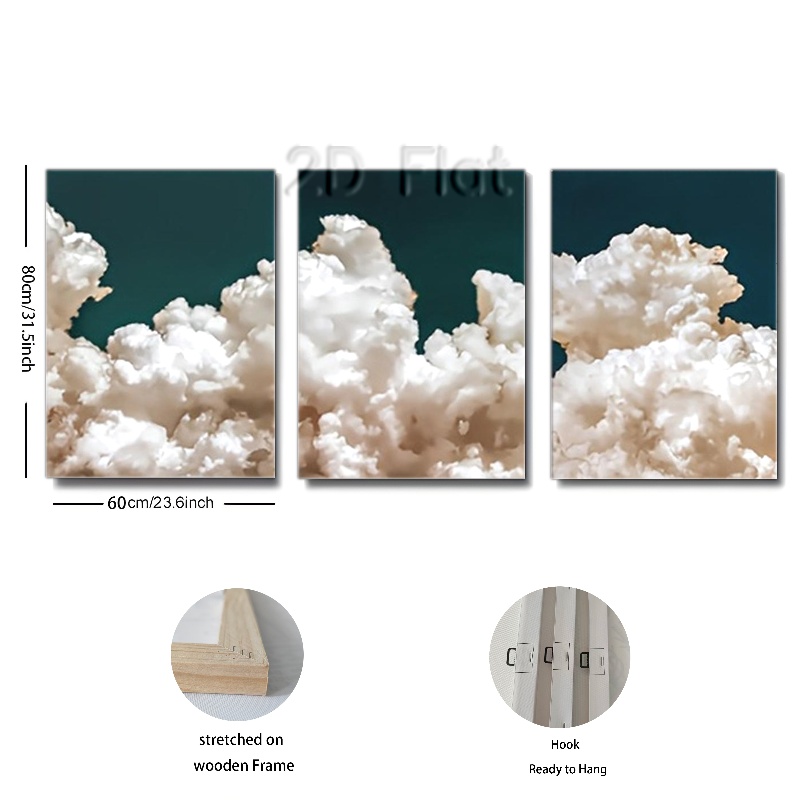 2D Flat
80cm/31.5inch
60cm/23.6inch
stretched on
wooden Frame
Hook
Ready to Hang